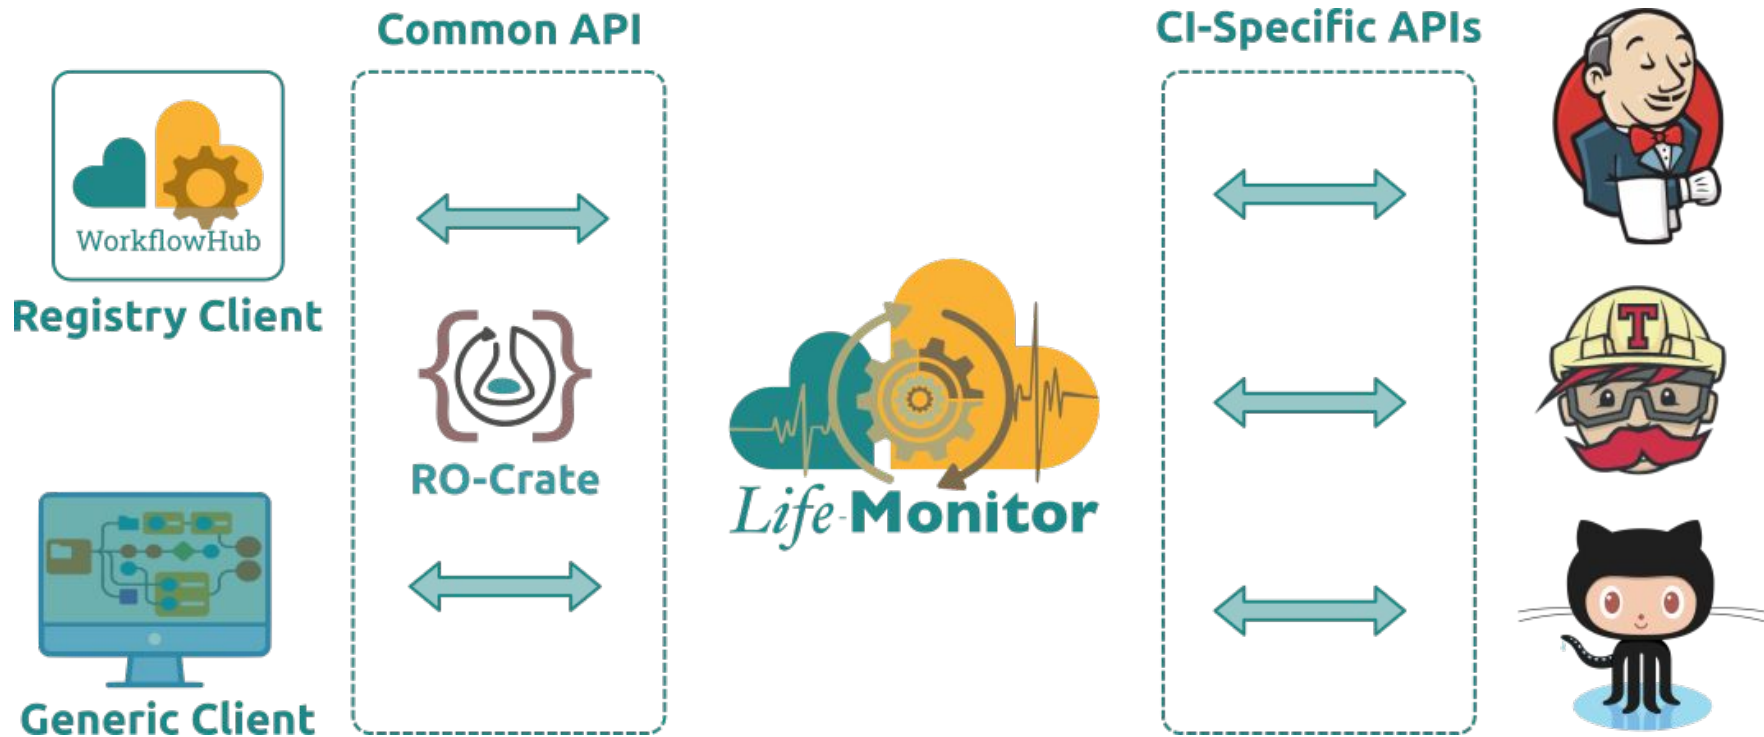 Common API
CI-Specific APIs
WorkflowHub
Registry Client
RO-Crate
Life-Monitor
T
Generic Client